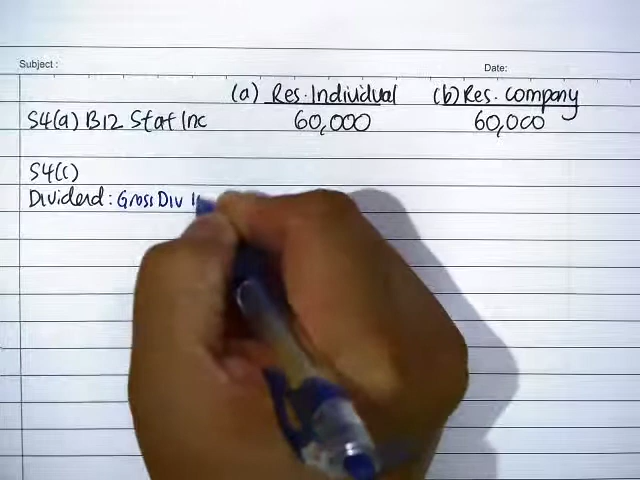 Subject :
Date:
(a) Res. Individual (b) Res. Company
S4(a) B12 Stat Inc 60,000 60,000
S4(c)
Dividend: Gross Div